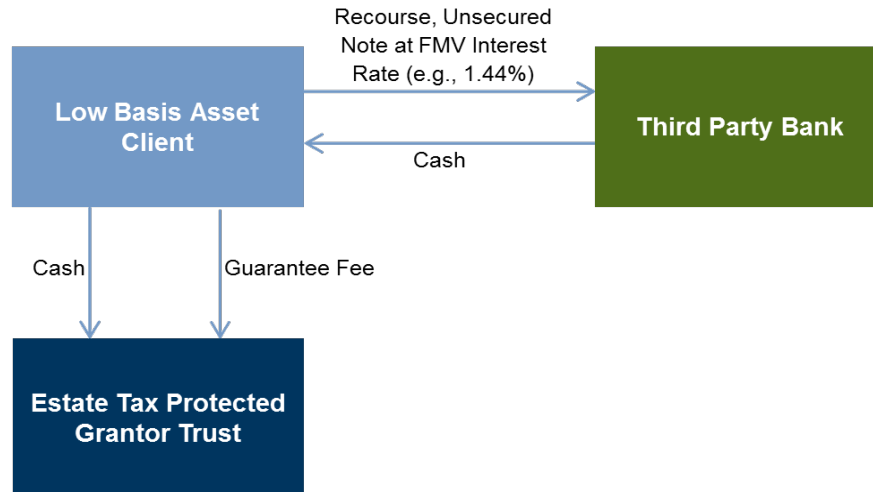 Recourse, Unsecured
Note at FMV Interest
Rate (e.g., 1.44%)
Low Basis Asset
Client
Third Party Bank
Cash
Cash
Guarantee Fee
Estate Tax Protected
Grantor Trust